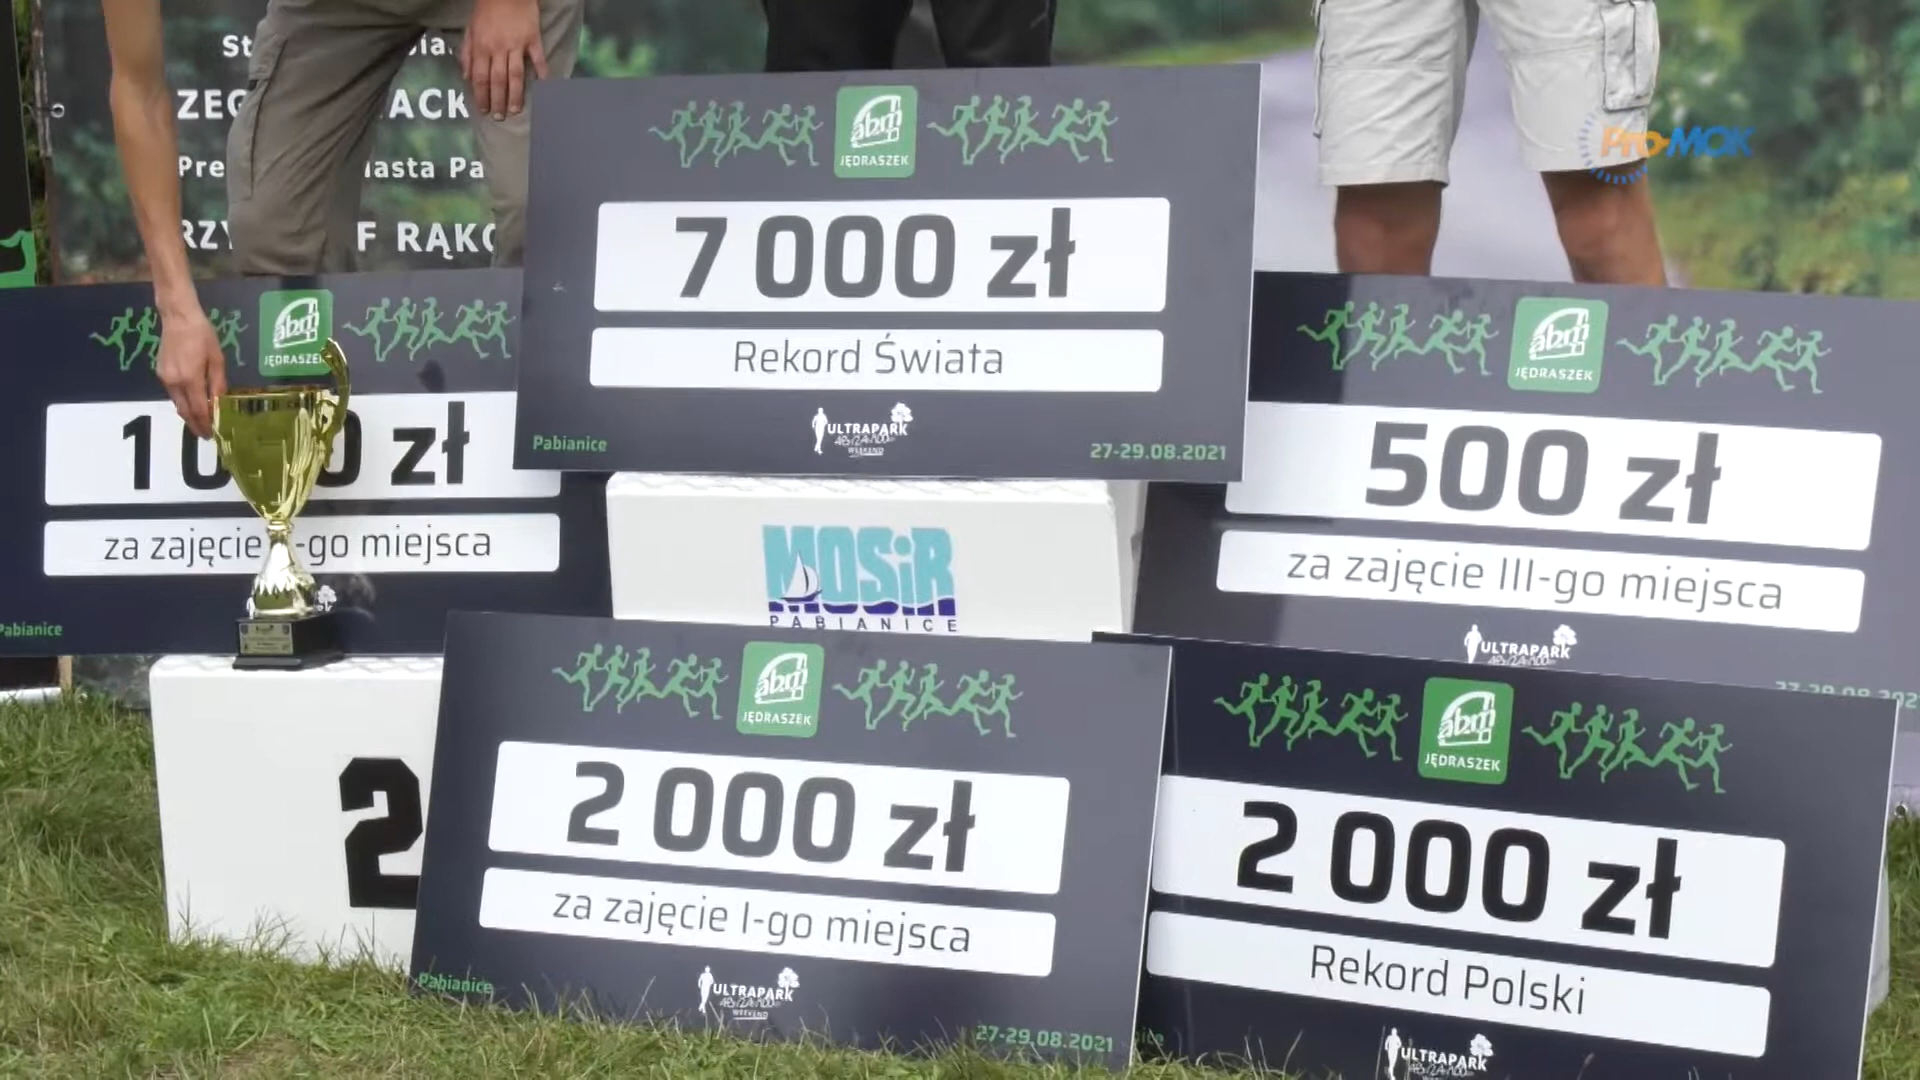 Pro-MOK
JĘDRASZEK
7 000 zł
Rekord Świata
ULTRAPARK
WEEKEND
Pabianice
27-29.08.2021
JĘDRASZEK
zł
za zajęcie -go miejsca
Pabianice
JĘDRASZEK
500 zł
za zajęcie III-go miejsca
ULTRAPARK
MOSiR
PABIANICE
2
JĘDRASZEK
2 000 zł
za zajęcie I-go miejsca
Pabianice
ULTRAPARK
WEEKEND
27-29.08.2021
JĘDRASZEK
2 000 zł
Rekord Polski
ULTRAPARK